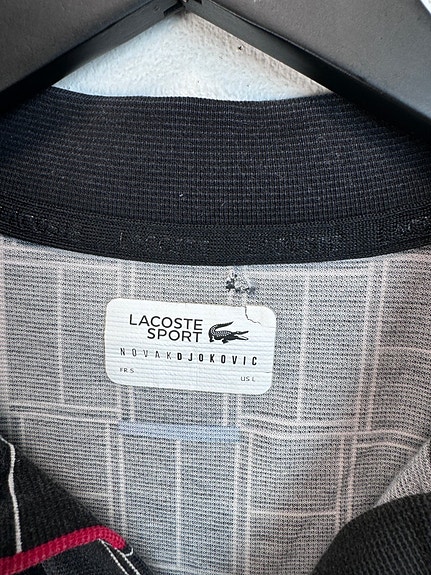 LACOSTE
SPORT
NOVAKDJOKOVIC
FR 5
US L